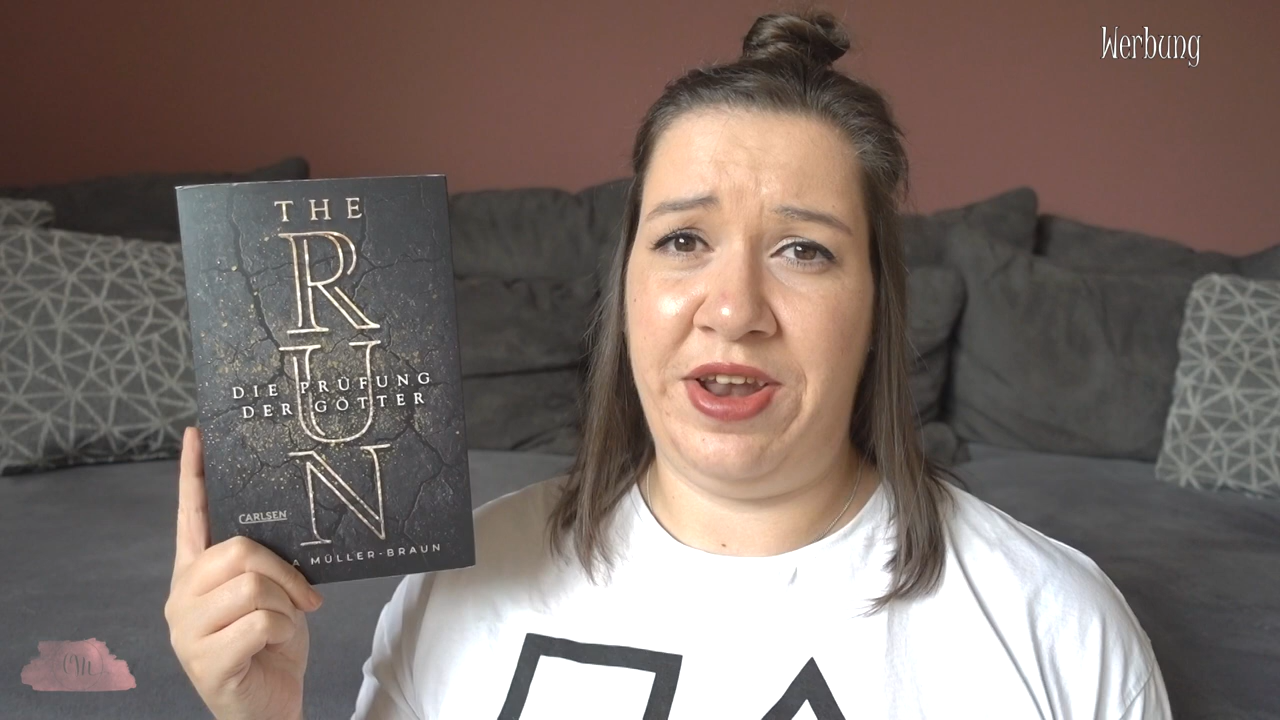 Werbung
THE
RUN
DIE PRÜFUNG
DER GÖTTER
CARLSEN
A MÜLLER-BRAUN